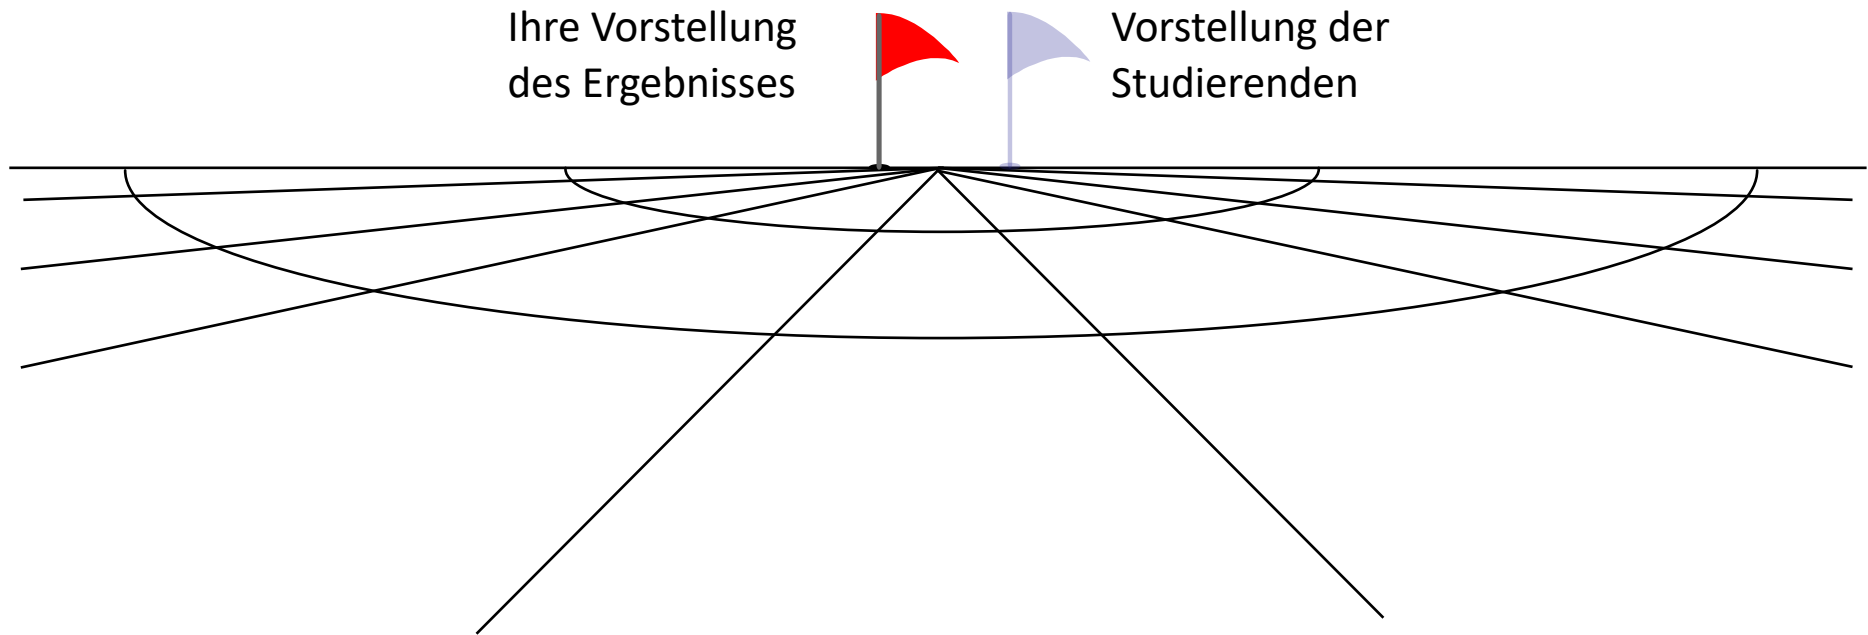 Ihre Vorstellung
des Ergebnisses
Vorstellung der
Studierenden